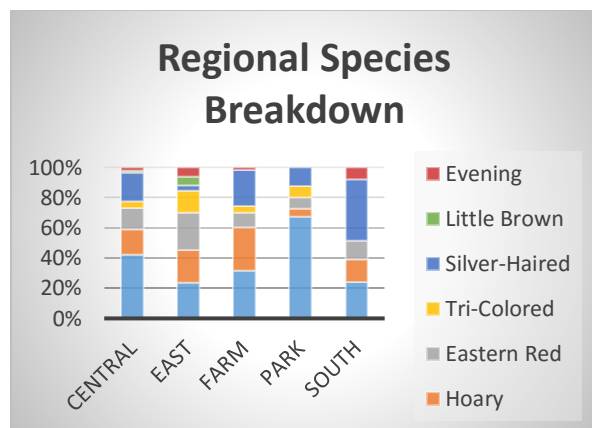 Regional Species
Breakdown
100%
80%
60%
40%
20%
0%
CENTRAL
EAST
FARM
PARK
SOUTH
Evening
Little Brown
Silver-Haired
Tri-Colored
Eastern Red
Hoary